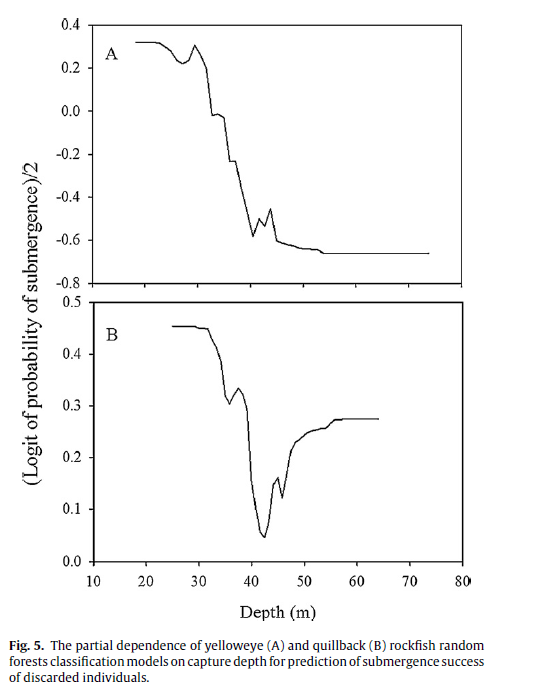 0.4
A
0.2
0.0
-0.2
-0.4
-0.6
-0.8
(Logit of probability of submergence)/2
0.5
B
0.4
0.3
0.2
0.1
0.0
10 20 30 40 50 60 70 80
Depth (m)
Fig. 5. The partial dependence of yelloweye (A) and quillback (B) rockfish random
forests classification models on capture depth for prediction of submergence success
of discarded individuals.